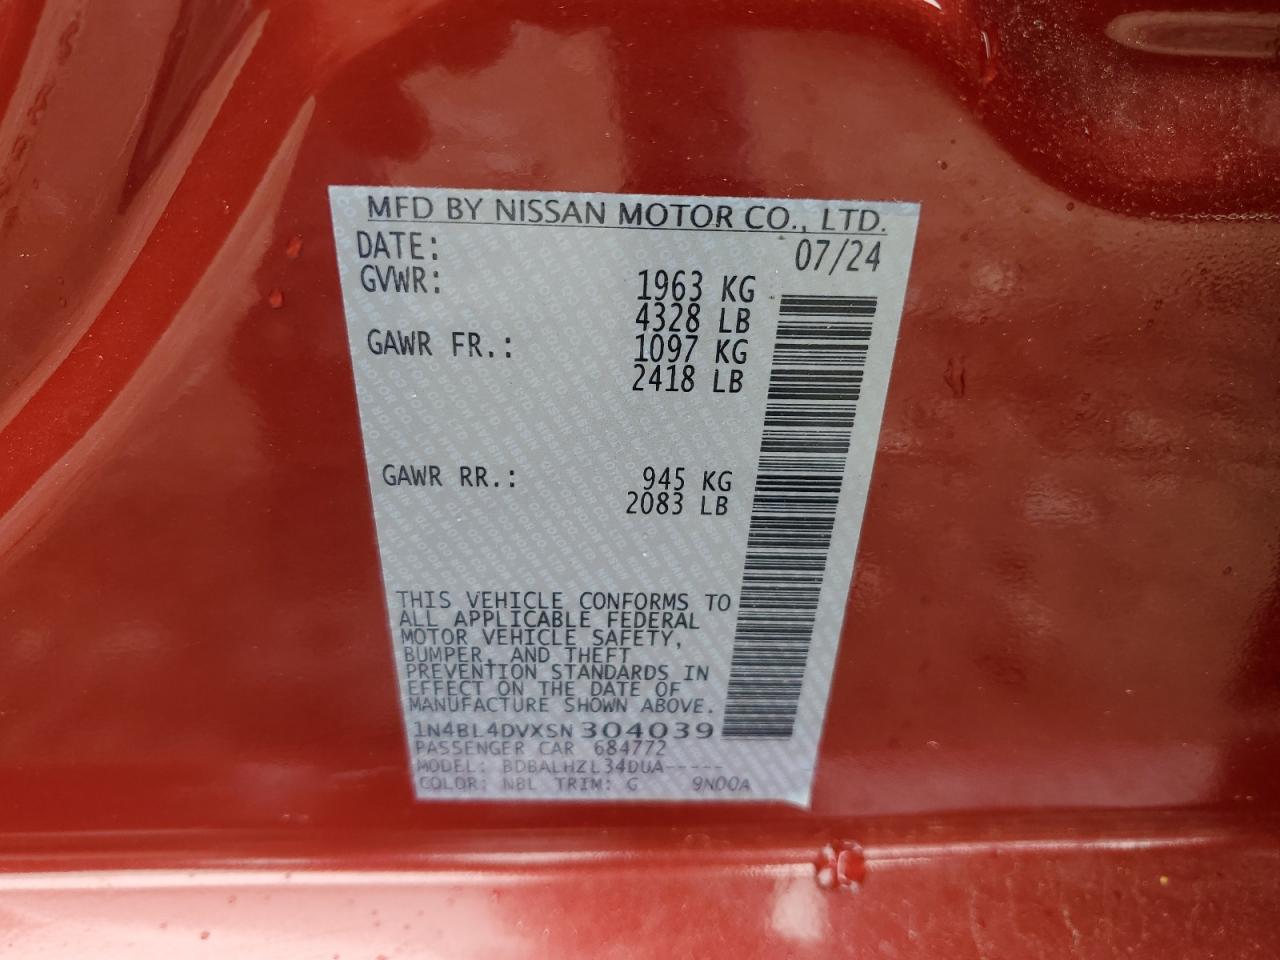 MFD BY NISSAN MOTOR CO., LTD.
DATE: 07/24
GVWR: 1963 KG
4328 LB
GAWR FR.: 1097 KG
2418 LB
GAWR RR.: 945 KG
2083 LB
THIS VEHICLE CONFORMS TO
ALL APPLICABLE FEDERAL
MOTOR VEHICLE SAFETY,
BUMPER, AND THEFT
PREVENTION STANDARDS IN
EFFECT ON THE DATE OF
MANUFACTURE SHOWN ABOVE.
1N4BL4DVXSN304039
PASSENGER CAR 684772
MODEL: BDBALHZL34DUA-----
COLOR: NBL TRIM: G 9N00A